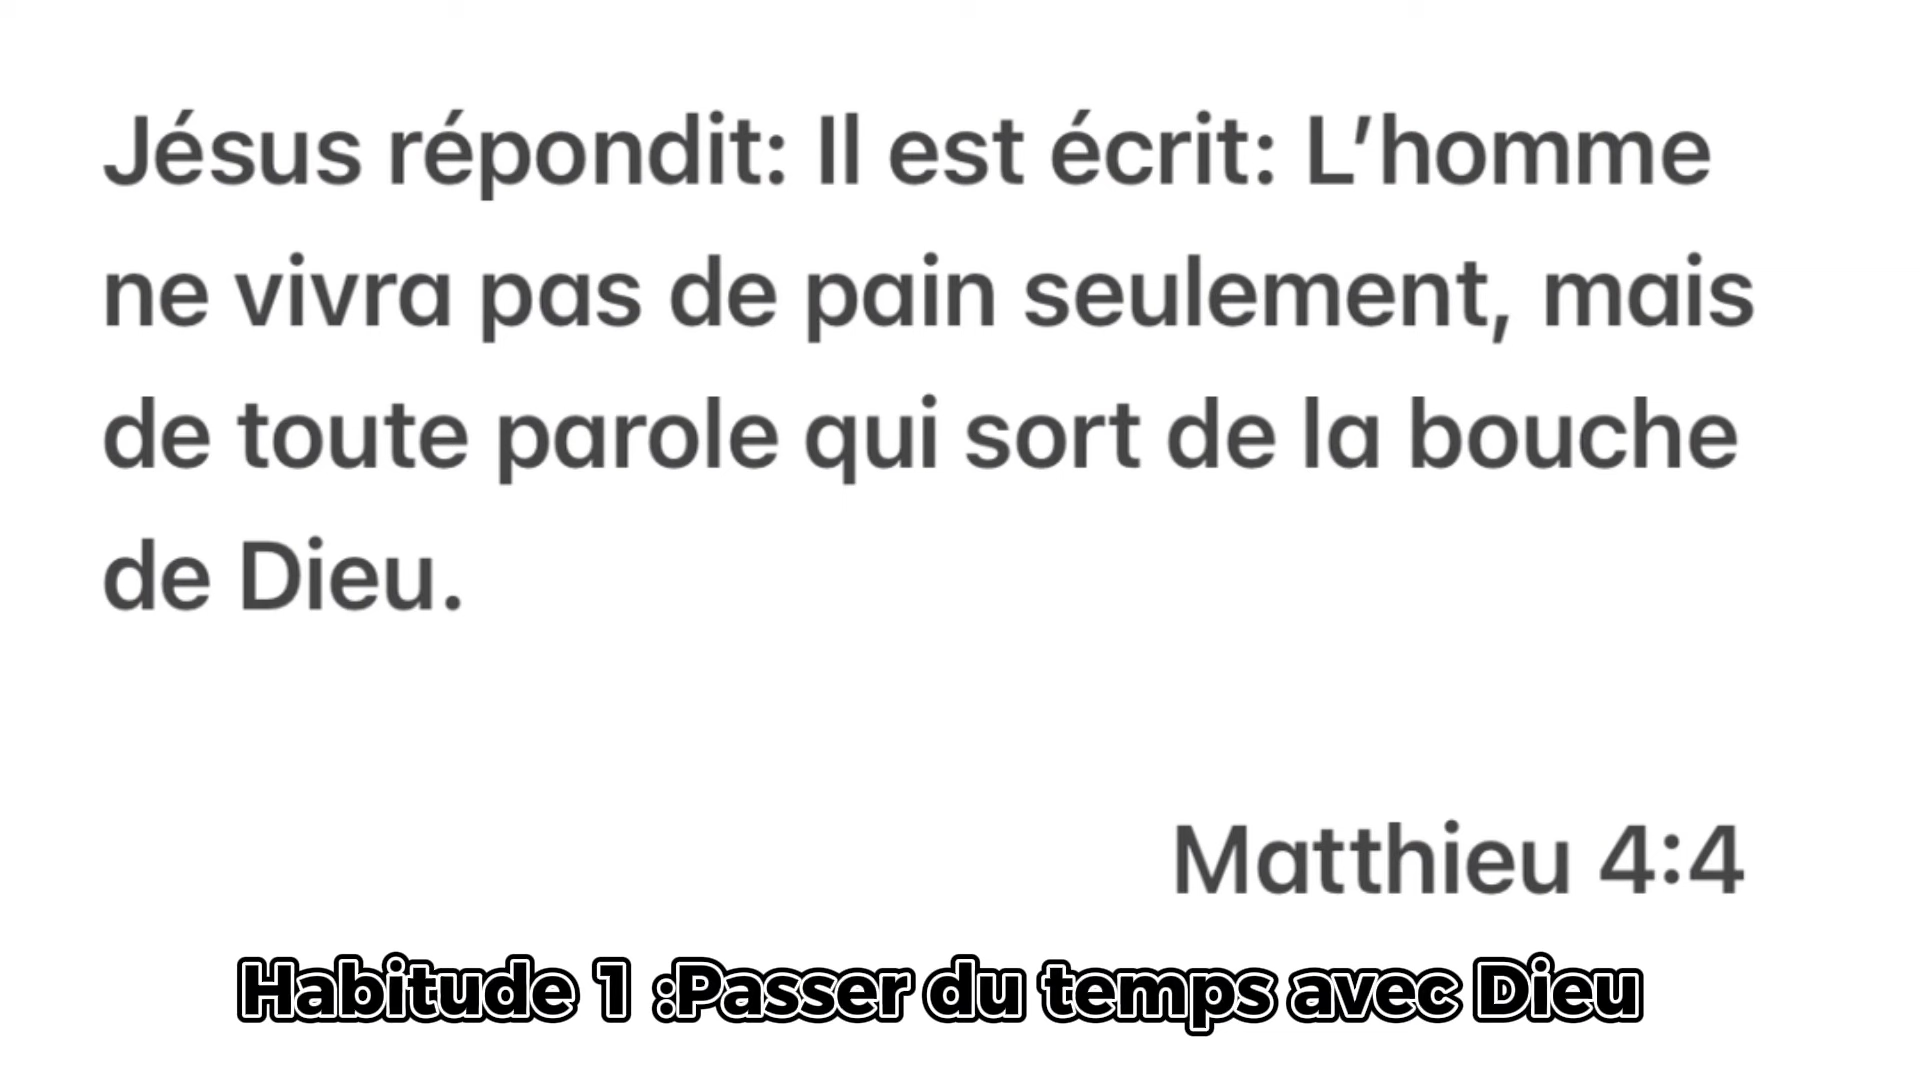 Jésus répondit: Il est écrit: L’homme
ne vivra pas de pain seulement, mais
de toute parole qui sort de la bouche
de Dieu.
Matthieu 4:4
Habitude 1 :Passer du temps avec Dieu